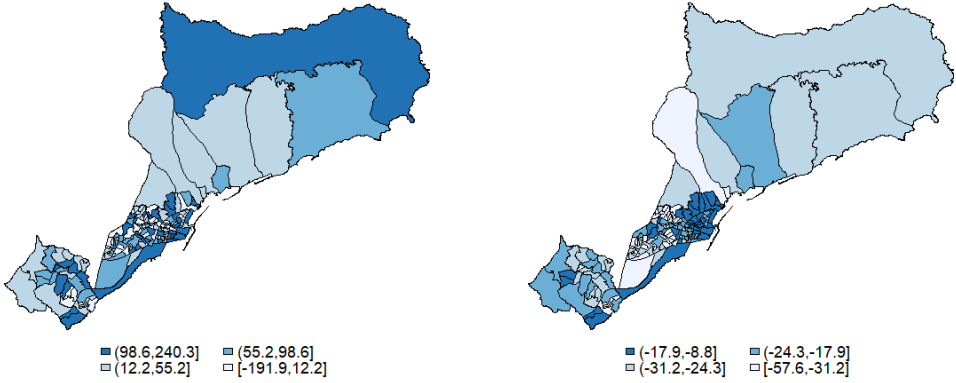 (98.6,240.3] (55.2,98.6]
(12.2,55.2] [-191.9,12.2]
(-17.9,-8.8] (-24.3,-17.9]
(-31.2,-24.3] [-57.6,-31.2]